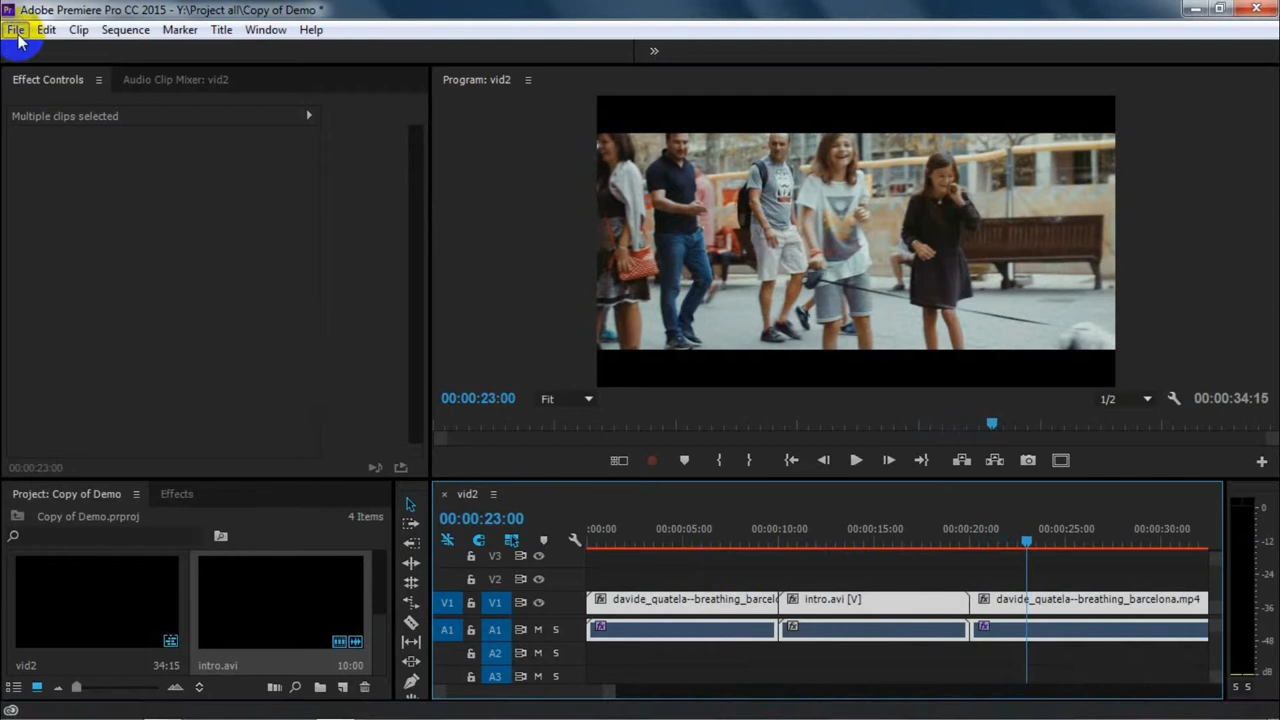 Adobe Premiere Pro CC 2015 - Y:\Project all\Copy of Demo *
File Edit Clip Sequence Marker Title Window Help
Effect Controls Audio Clip Mixer: vid2 Program: vid2
Multiple clips selected
00:00:23:00 Fit 1/2 00:00:34:15
00:00:23:00
Project: Copy of Demo Effects
Copy of Demo.prproj 4 Items
vid2 34:15 intro.avi 10:00
× vid2
00:00:23:00
:00:00 00:00:05:00 00:00:10:00 00:00:15:00 00:00:20:00 00:00:25:00 00:00:30:00
V3
V2
V1 V1 davide_quatela--breathing_barcel intro.avi [V] davide_quatela--breathing_barcelona.mp4
A1 A1 M S
A2 M S
A3 M S
0
-12
-24
-36
-48
dB
S S